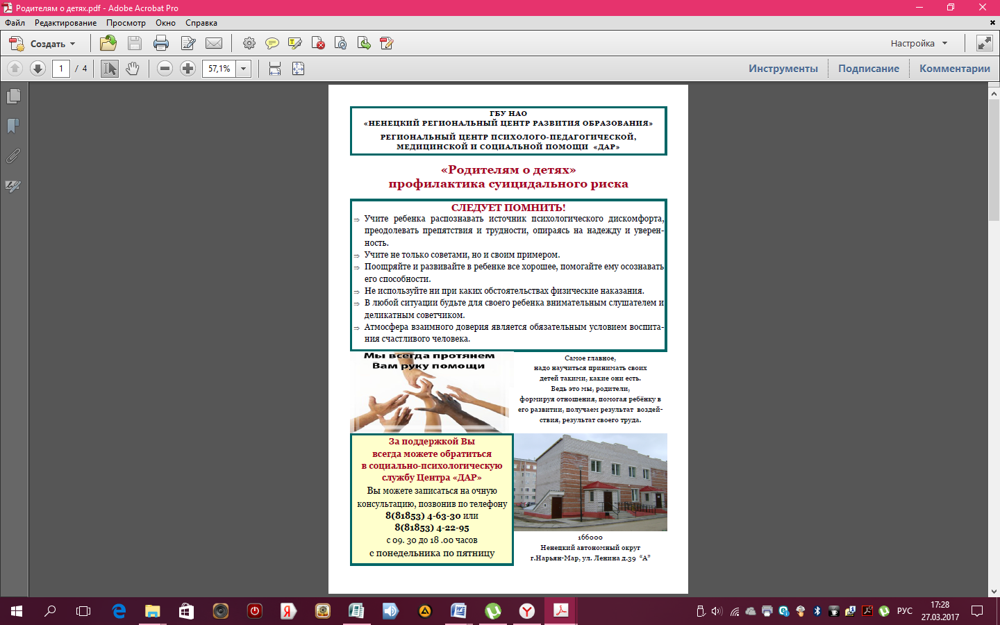 Родителям о детях.pdf - Adobe Acrobat Pro
Файл Редактирование Просмотр Окно Справка
Создать
Настройка
1 / 4
57,1%
Инструменты Подписание Комментарии
ГБУ НАО
«НЕНЕЦКИЙ РЕГИОНАЛЬНЫЙ ЦЕНТР РАЗВИТИЯ ОБРАЗОВАНИЯ»
РЕГИОНАЛЬНЫЙ ЦЕНТР ПСИХОЛОГО-ПЕДАГОГИЧЕСКОЙ,
МЕДИЦИНСКОЙ И СОЦИАЛЬНОЙ ПОМОЩИ «ДАР»
«Родителям о детях»
профилактика суицидального риска
СЛЕДУЕТ ПОМНИТЬ!
⇒ Учите ребенка распознавать источник психологического дискомфорта,
преодолевать препятствия и трудности, опираясь на надежду и уверен-
ность.
⇒ Учите не только советами, но и своим примером.
⇒ Поощряйте и развивайте в ребенке все хорошее, помогайте ему осознавать
его способности.
⇒ Не используйте ни при каких обстоятельствах физические наказания.
⇒ В любой ситуации будьте для своего ребенка внимательным слушателем и
деликатным советчиком.
⇒ Атмосфера взаимного доверия является обязательным условием воспита-
ния счастливого человека.
Мы всегда протянем
Вам руку помощи
Самое главное,
надо научиться принимать своих
детей такими, какие они есть.
Ведь это мы, родители,
формируя отношения, помогая ребёнку в
его развитии, получаем результат воздей-
ствия, результат своего труда.
За поддержкой Вы
всегда можете обратиться
в социально-психологическую
службу Центра «ДАР»
Вы можете записаться на очную
консультацию, позвонив по телефону
8(81853) 4-63-30 или
8(81853) 4-22-95
с 09. 30 до 18 .00 часов
с понедельника по пятницу
166000
Ненецкий автономный округ
г.Нарьян-Мар, ул. Ленина д.39 “А”
РУС
17:28
27.03.2017